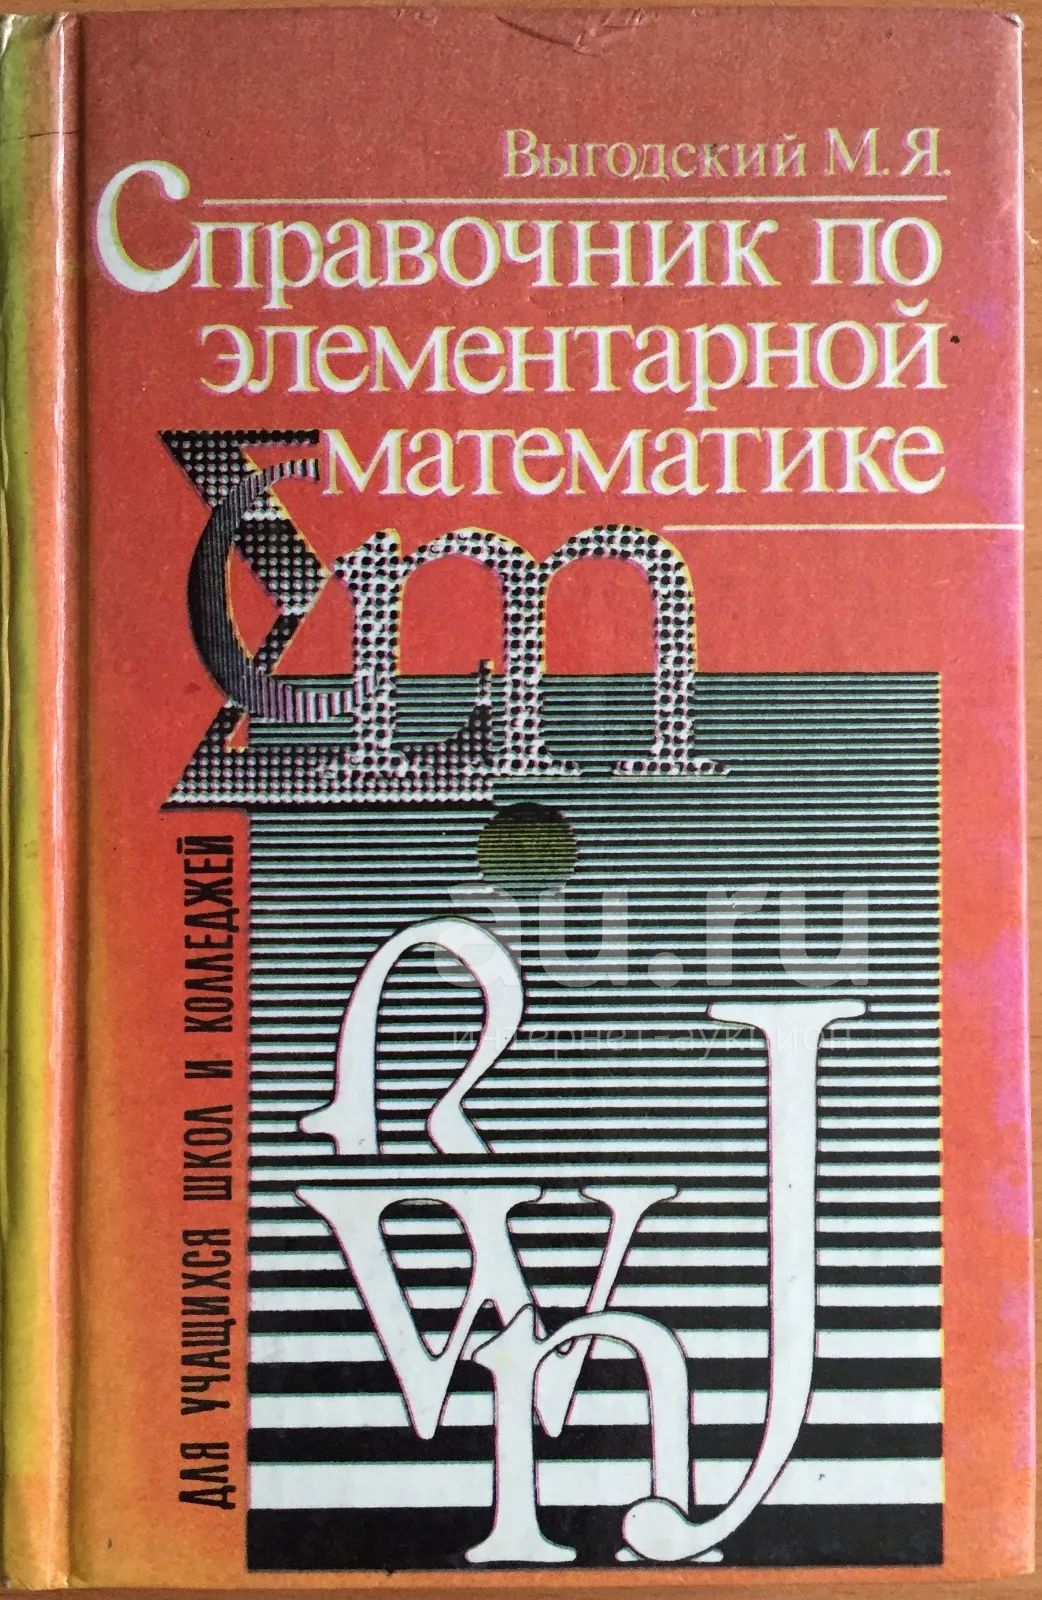 Выгодский М.Я.
Справочник по
элементарной
математике
ДЛЯ УЧАЩИХСЯ ШКОЛ И КОЛЛЕДЖЕЙ
au.ru
интернет-аукцион